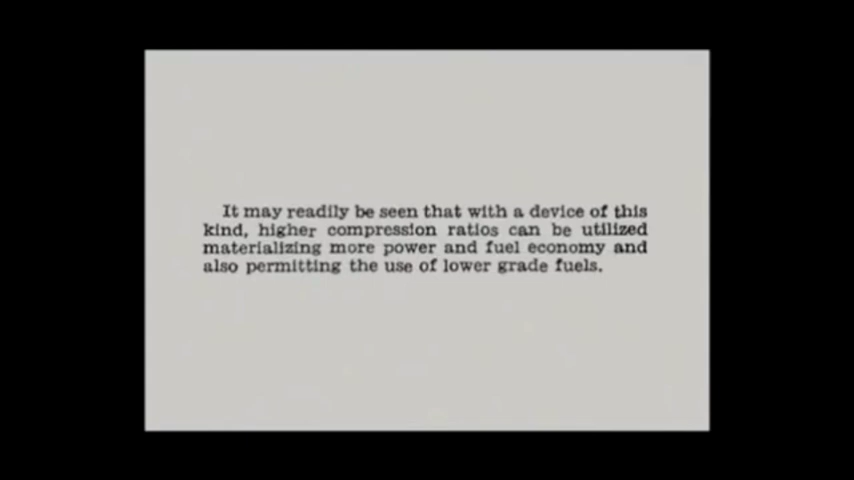 It may readily be seen that with a device of this
kind, higher compression ratios can be utilized
materializing more power and fuel economy and
also permitting the use of lower grade fuels.